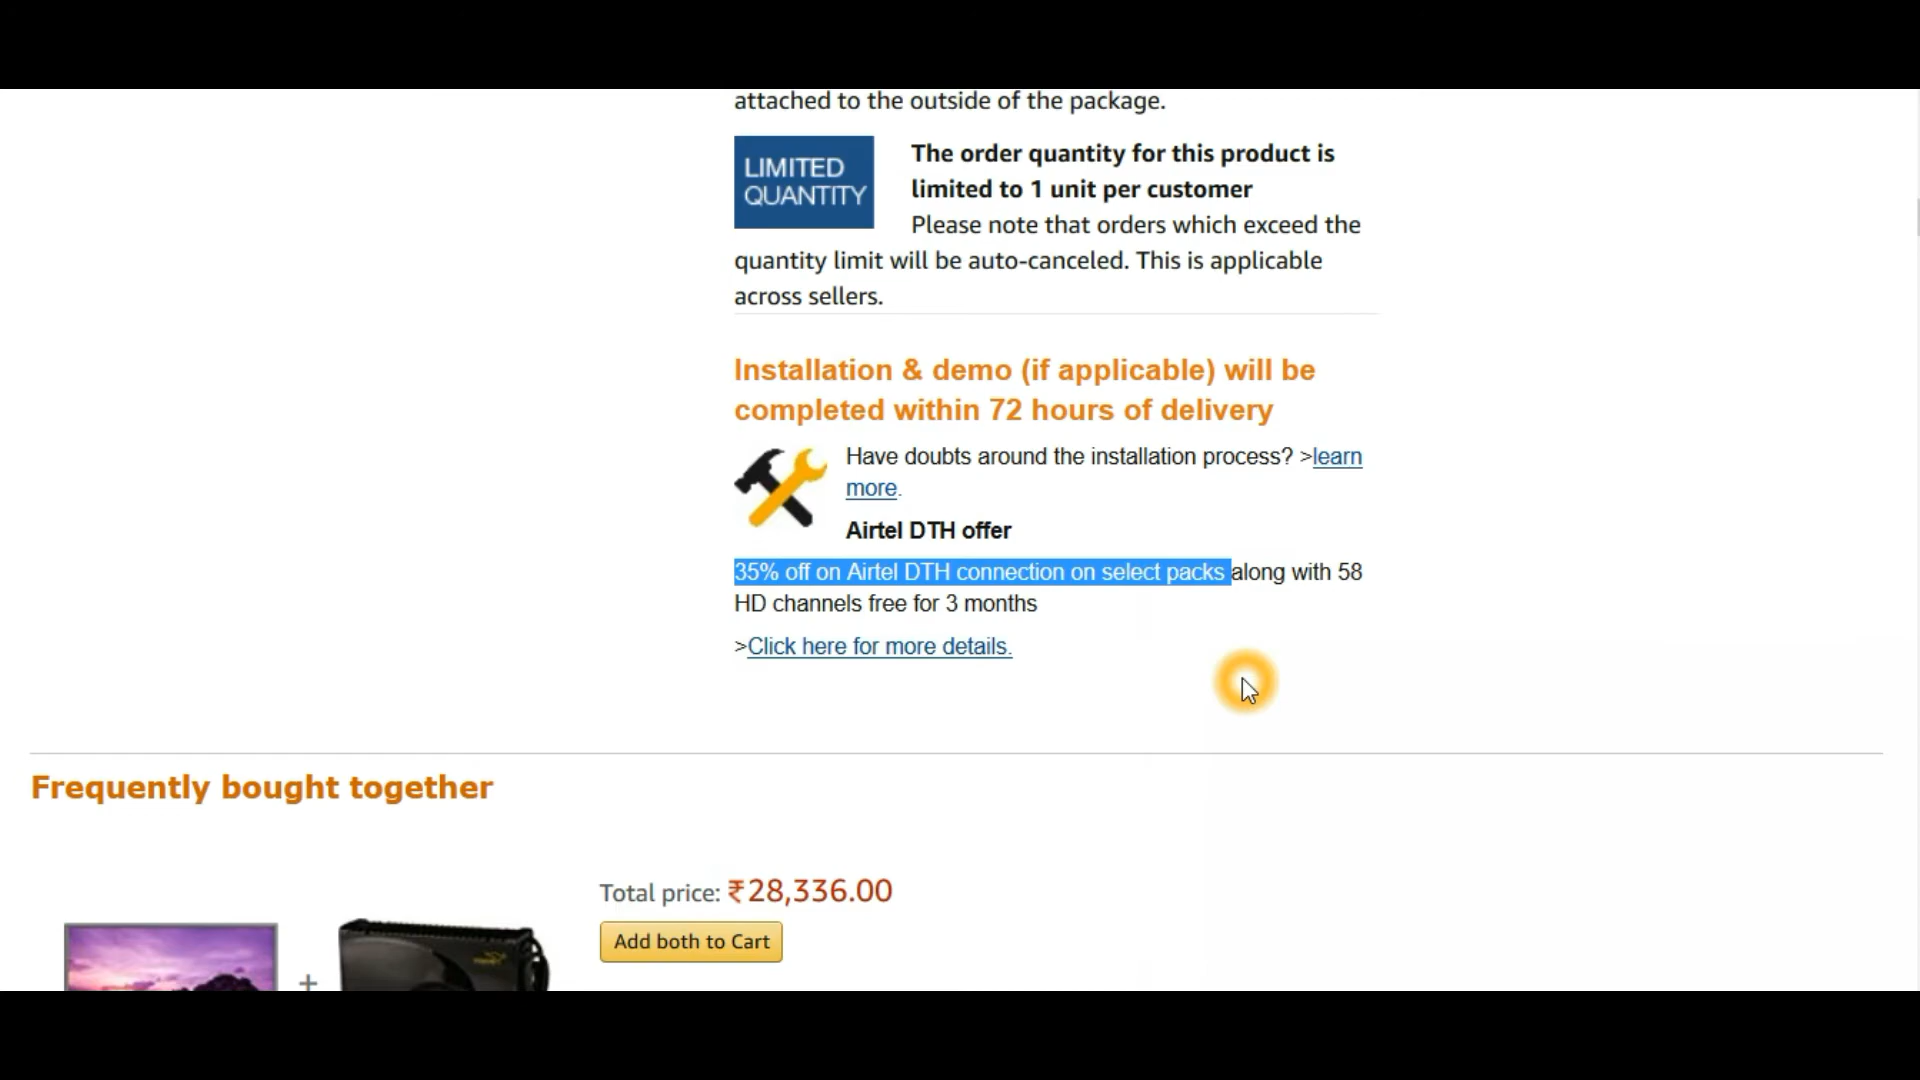 attached to the outside of the package.
LIMITED
QUANTITY
The order quantity for this product is
limited to 1 unit per customer
Please note that orders which exceed the
quantity limit will be auto-canceled. This is applicable
across sellers.
Installation & demo (if applicable) will be
completed within 72 hours of delivery
Have doubts around the installation process? >learn
more.
Airtel DTH offer
35% off on Airtel DTH connection on select packs along with 58
HD channels free for 3 months
>Click here for more details.
Frequently bought together
Total price: ₹28,336.00
Add both to Cart
+